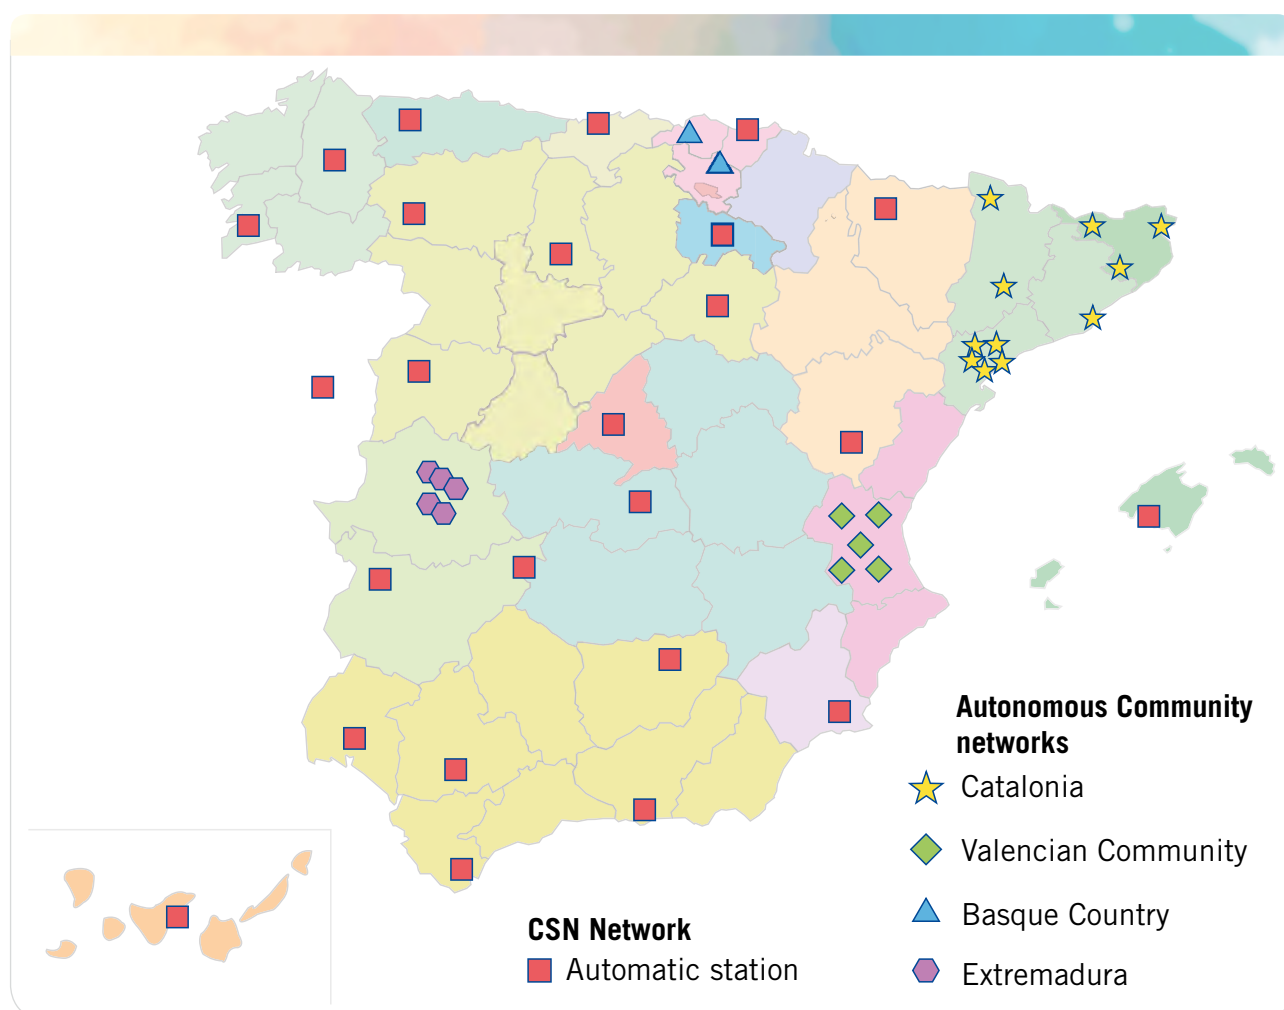 Autonomous Community
networks
Catalonia
Valencian Community
Basque Country
Extremadura
CSN Network
Automatic station